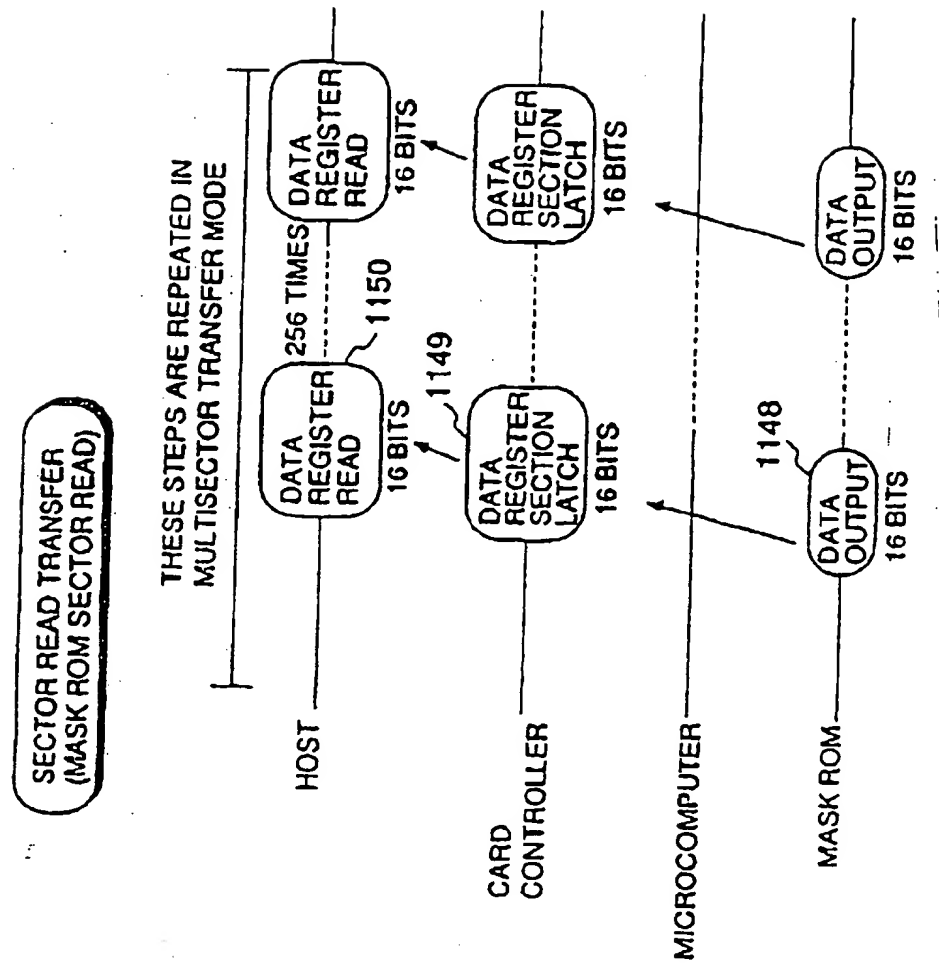 SECTOR READ TRANSFER
(MASK ROM SECTOR READ)
THESE STEPS ARE REPEATED IN
MULTISECTOR TRANSFER MODE
HOST
DATA
REGISTER
READ
16 BITS
256 TIMES
1150
DATA
REGISTER
READ
16 BITS
CARD
CONTROLLER
DATA
REGISTER
SECTION
LATCH
16 BITS
1149
DATA
REGISTER
SECTION
LATCH
16 BITS
MICROCOMPUTER
MASK ROM
DATA
OUTPUT
16 BITS
1148
DATA
OUTPUT
16 BITS